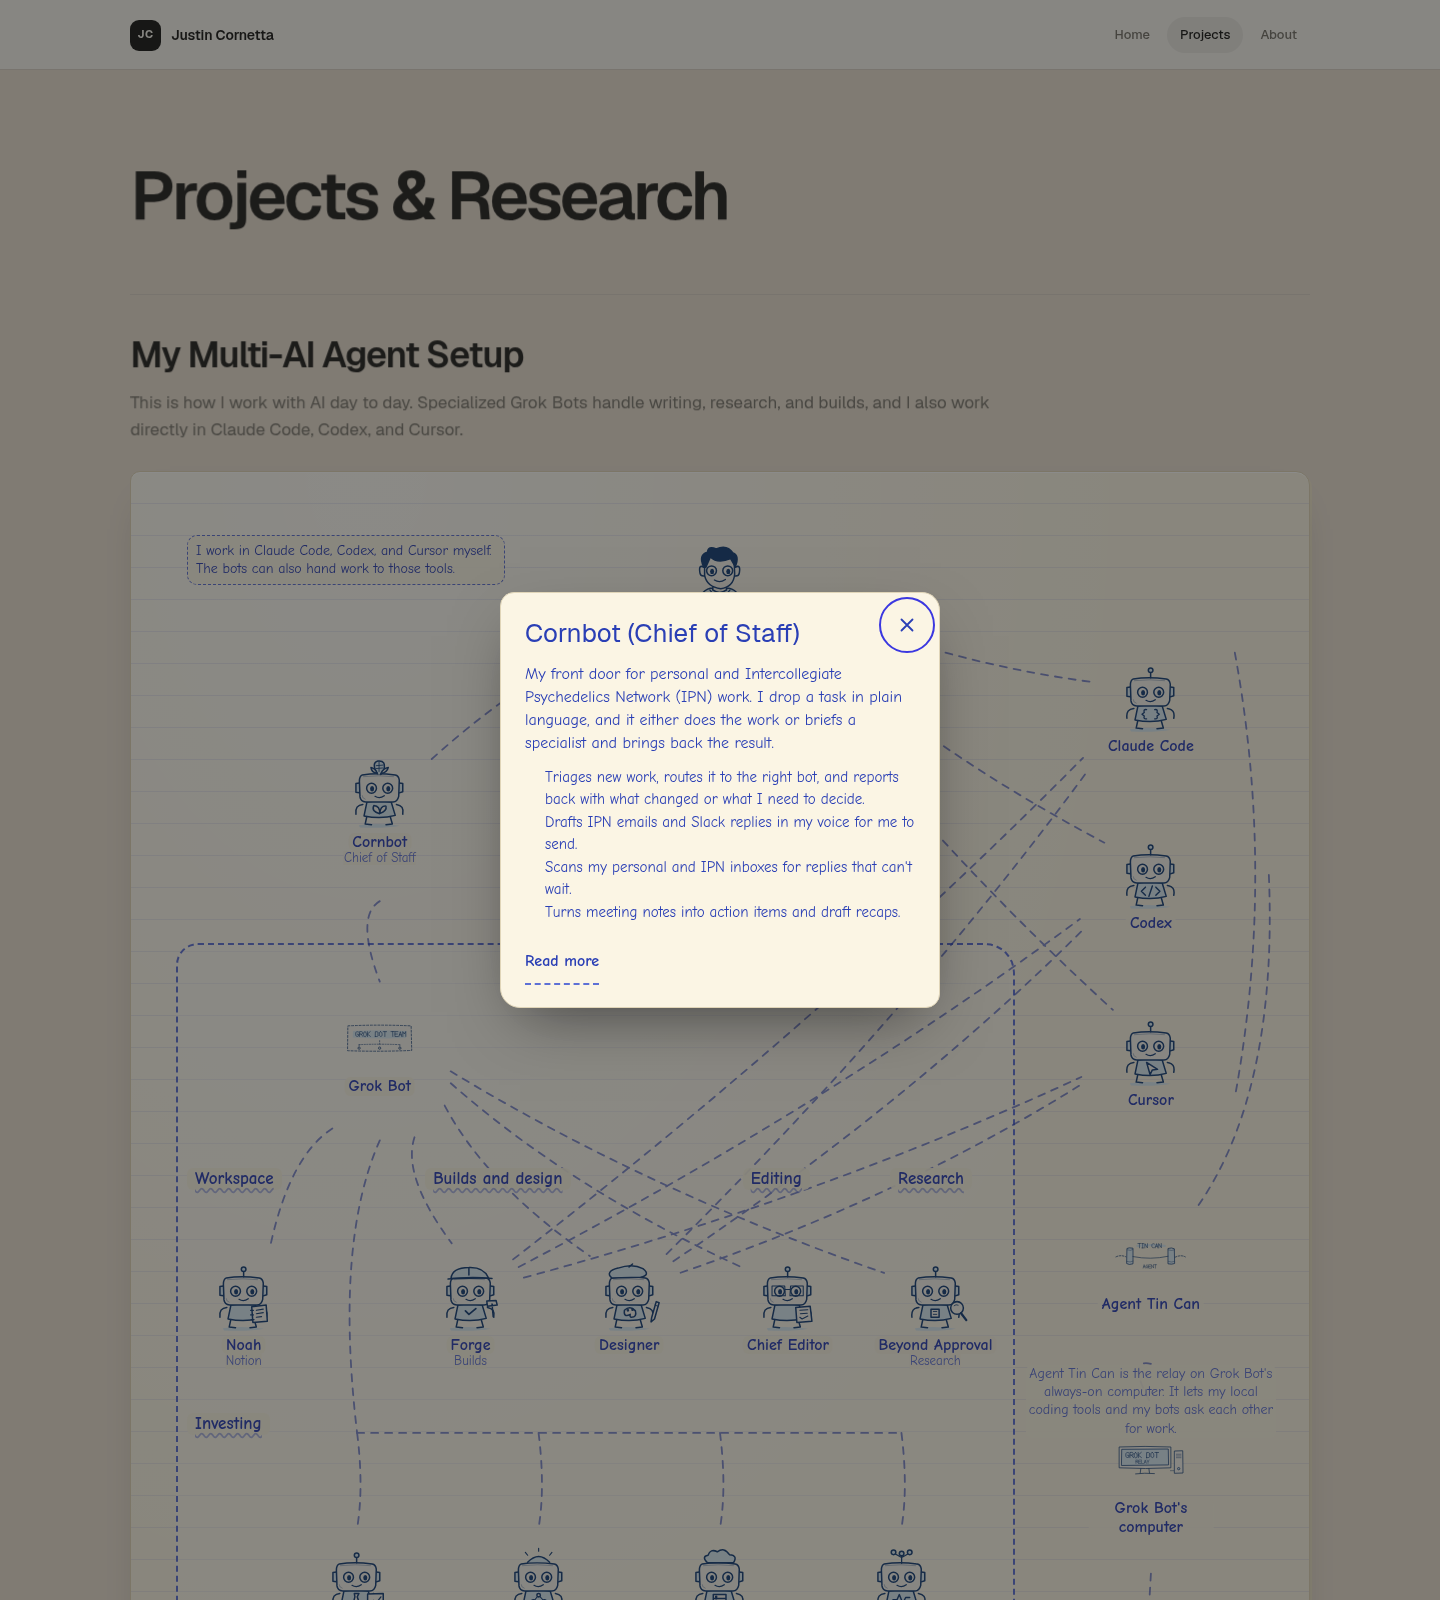 JC
Justin Cornetta
Home
Projects
About
Projects & Research
My Multi-AI Agent Setup
This is how I work with AI day to day. Specialized Grok Bots handle writing, research, and builds, and I also work
directly in Claude Code, Codex, and Cursor.
I work in Claude Code, Codex, and Cursor myself.
The bots can also hand work to those tools.
Cornbot (Chief of Staff)
My front door for personal and Intercollegiate
Psychedelics Network (IPN) work. I drop a task in plain
language, and it either does the work or briefs a
specialist and brings back the result.
Triages new work, routes it to the right bot, and reports
back with what changed or what I need to decide.
Drafts IPN emails and Slack replies in my voice for me to
send.
Scans my personal and IPN inboxes for replies that can't
wait.
Turns meeting notes into action items and draft recaps.
Read more
Claude Code
Cornbot
Chief of Staff
Codex
GROK BOT TEAM
Grok Bot
Cursor
Workspace
Builds and design
Editing
Research
TIN CAN
AGENT
Agent Tin Can
Noah
Notion
Forge
Builds
Designer
Chief Editor
Beyond Approval
Research
Agent Tin Can is the relay on Grok Bot's
always-on computer. It lets my local
coding tools and my bots ask each other
for work.
Investing
GROK BOT
RELAY
Grok Bot's
computer